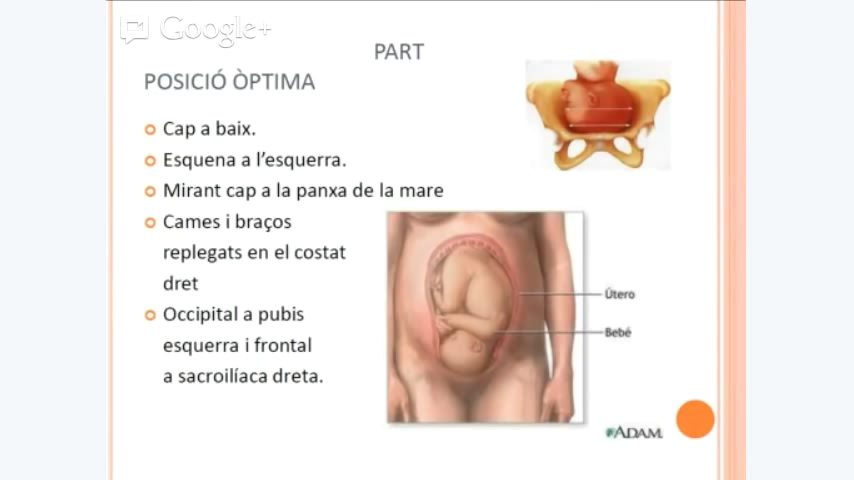 Google+
PART
POSICIÓ ÒPTIMA
Cap a baix.
Esquena a l'esquerra.
Mirant cap a la panxa de la mare
Cames i braços
replegats en el costat
dret
Occipital a pubis
esquerra i frontal
a sacroilíaca dreta.
Útero
Bebé
ADAM